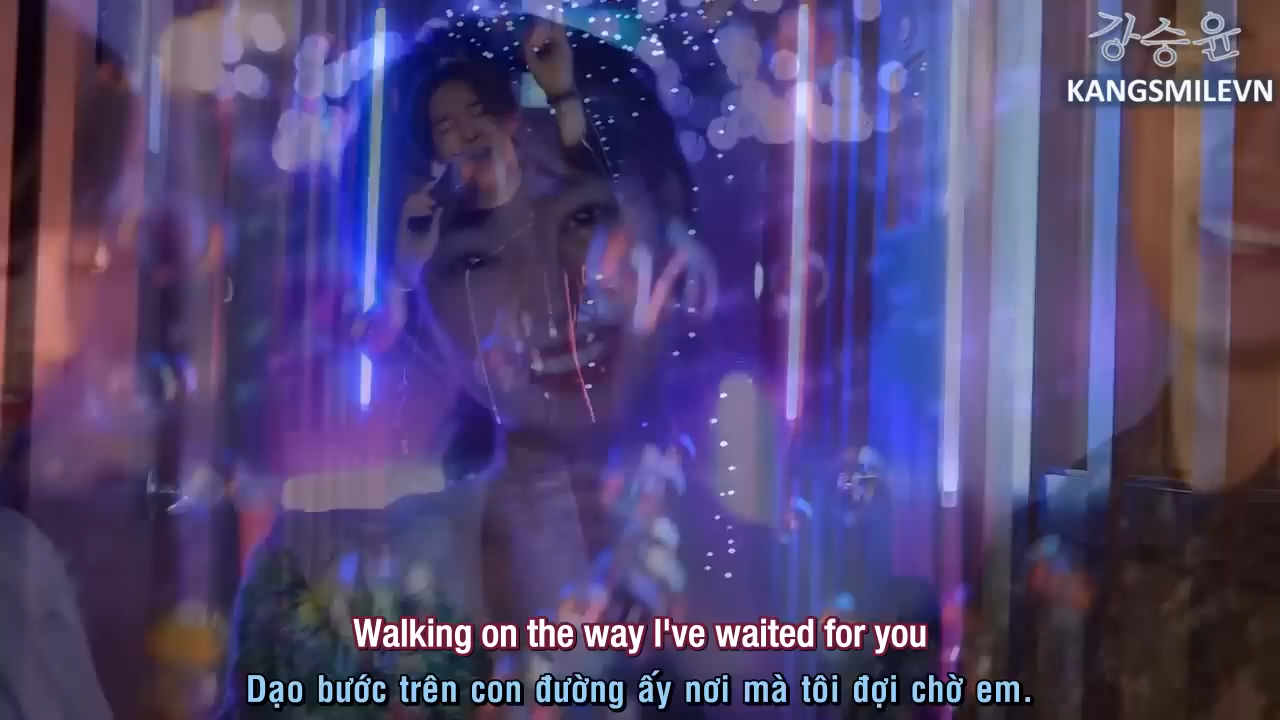 강승윤
KANGSMILEVN
Walking on the way I've waited for you
Dạo bước trên con đường ấy nơi mà tôi đợi chờ em.